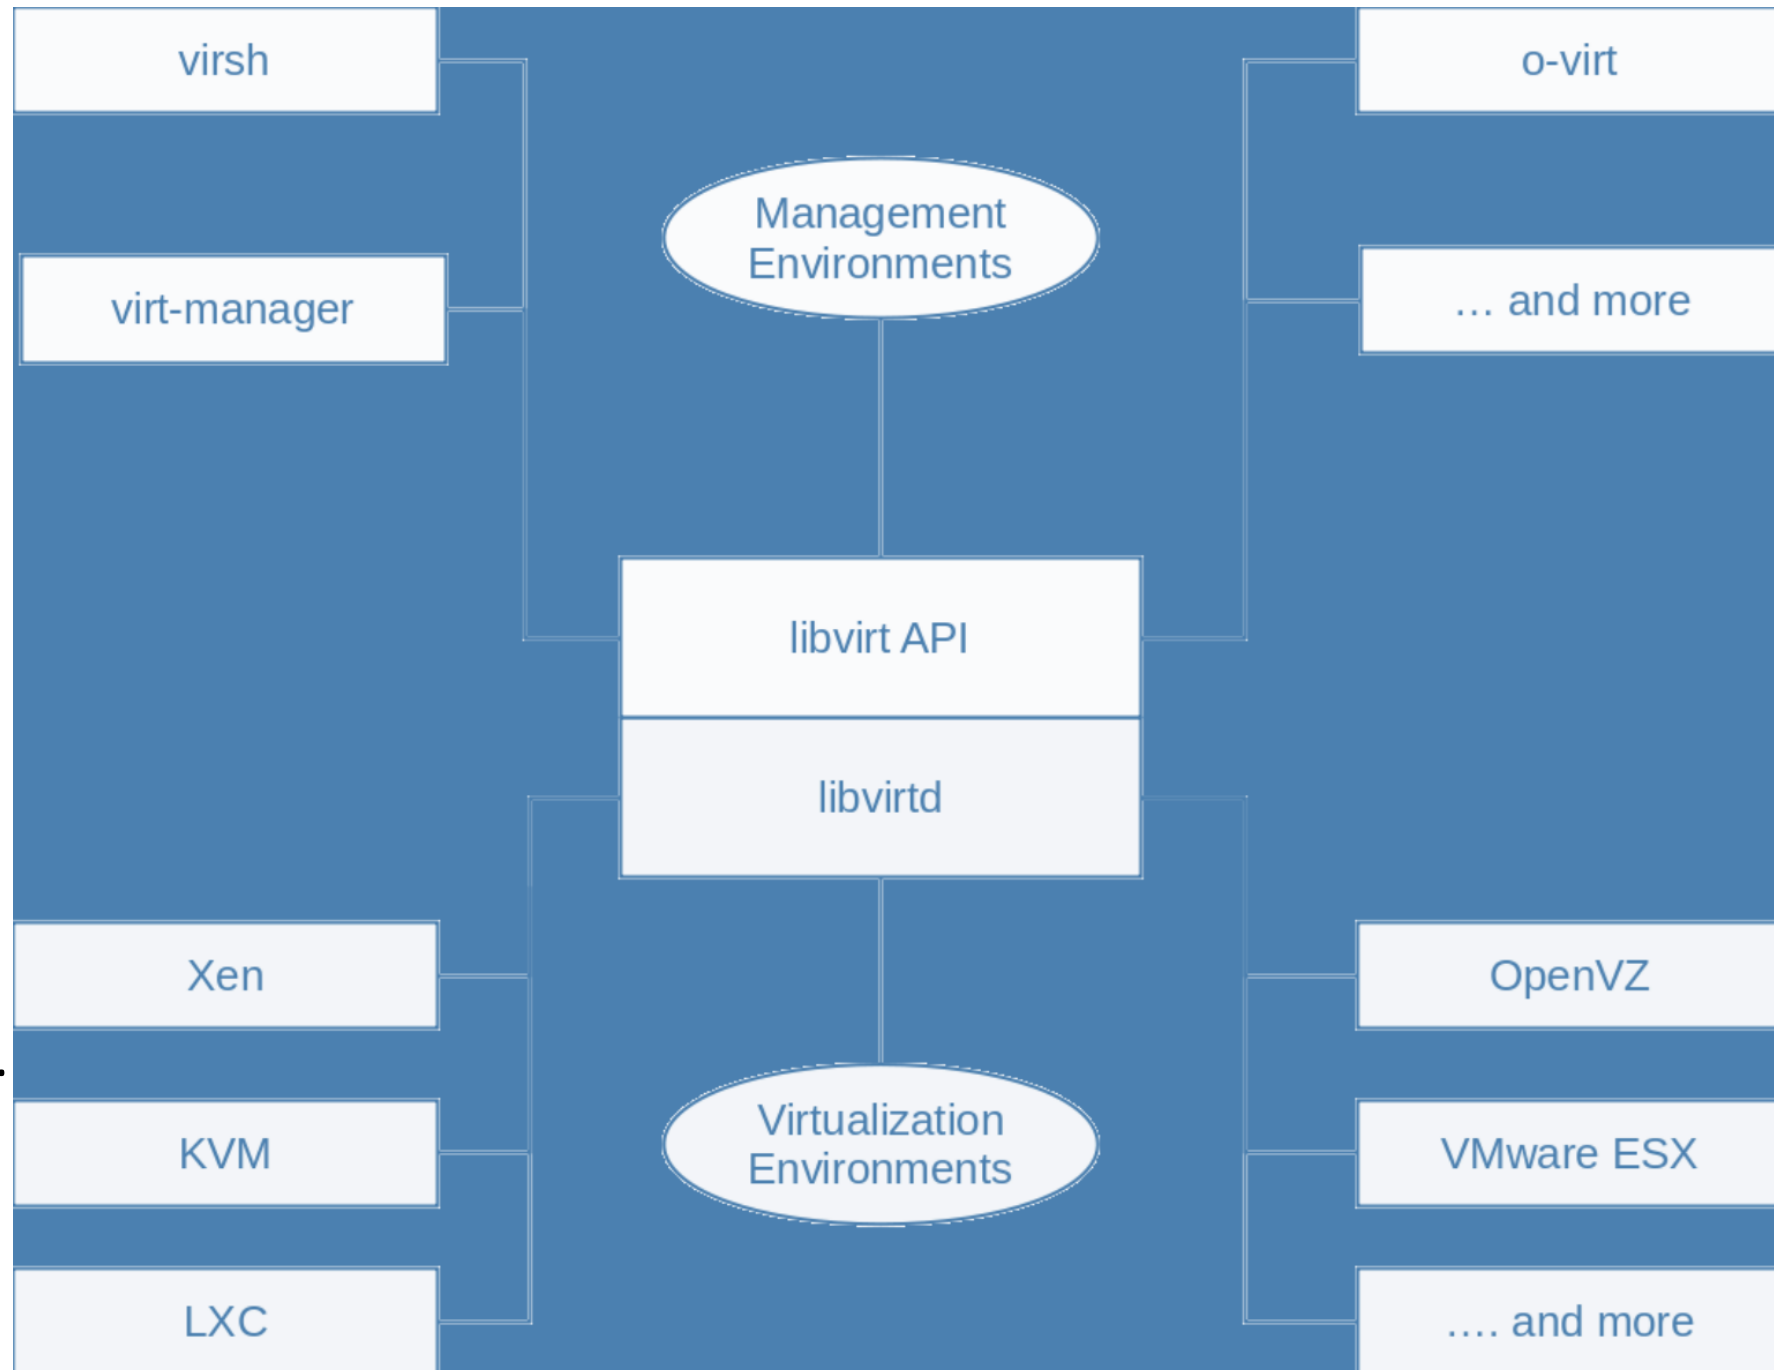 virsh
o-virt
Management
Environments
virt-manager
… and more
libvirt API
libvirtd
Xen
OpenVZ
Virtualization
Environments
KVM
VMware ESX
LXC
…. and more